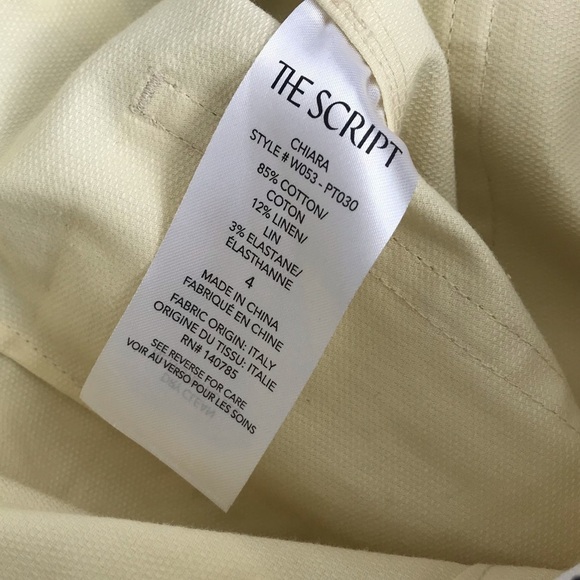 THE SCRIPT
CHIARA
STYLE # W053 - PT030
85% COTTON/
COTON
12% LINEN/
LIN
3% ELASTANE/
ÉLASTHANNE
4
MADE IN CHINA
FABRIQUÉ EN CHINE
FABRIC ORIGIN: ITALY
ORIGINE DU TISSU: ITALIE
RN# 140785
SEE REVERSE FOR CARE
VOIR AU VERSO POUR LES SOINS